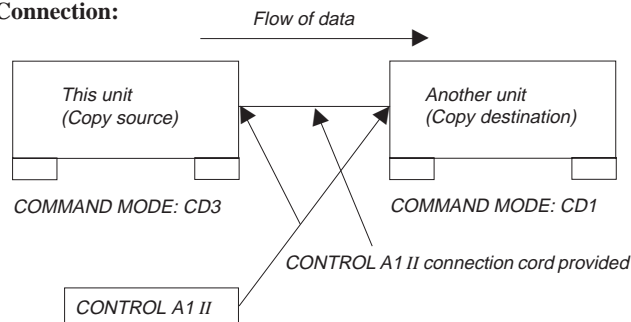 Connection:
Flow of data
This unit
(Copy source)
Another unit
(Copy destination)
COMMAND MODE: CD3
COMMAND MODE: CD1
CONTROL A1 II connection cord provided
CONTROL A1 II